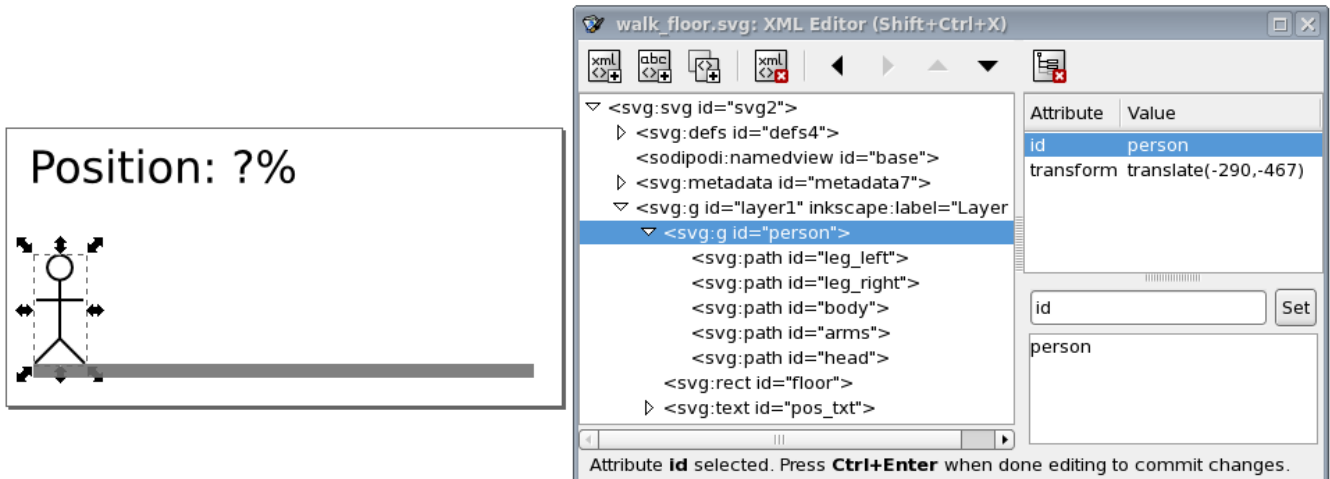 Position: ?%
walk_floor.svg: XML Editor (Shift+Ctrl+X)
xml
abc
xml
<svg:svg id="svg2">
<svg:defs id="defs4">
<sodipodi:namedview id="base">
<svg:metadata id="metadata7">
<svg:g id="layer1" inkscape:label="Layer
<svg:g id="person">
<svg:path id="leg_left">
<svg:path id="leg_right">
<svg:path id="body">
<svg:path id="arms">
<svg:path id="head">
<svg:rect id="floor">
<svg:text id="pos_txt">
Attribute Value
id person
transform translate(-290,-467)
id
Set
person
Attribute id selected. Press Ctrl+Enter when done editing to commit changes.